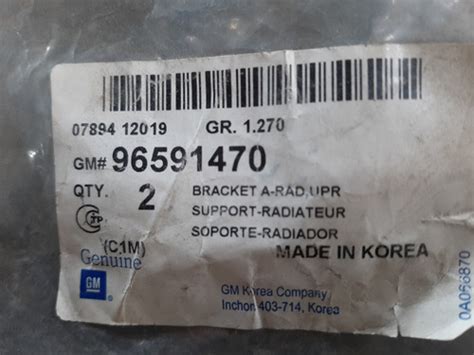 07894 12019 GR. 1.270
GM# 96591470
QTY. 2 BRACKET A-RAD,UPR
SUPPORT-RADIATEUR
SOPORTE-RADIADOR
(C1M) MADE IN KOREA
Genuine
GM
GM Korea Company
Inchon 403-714, Korea
0A066870